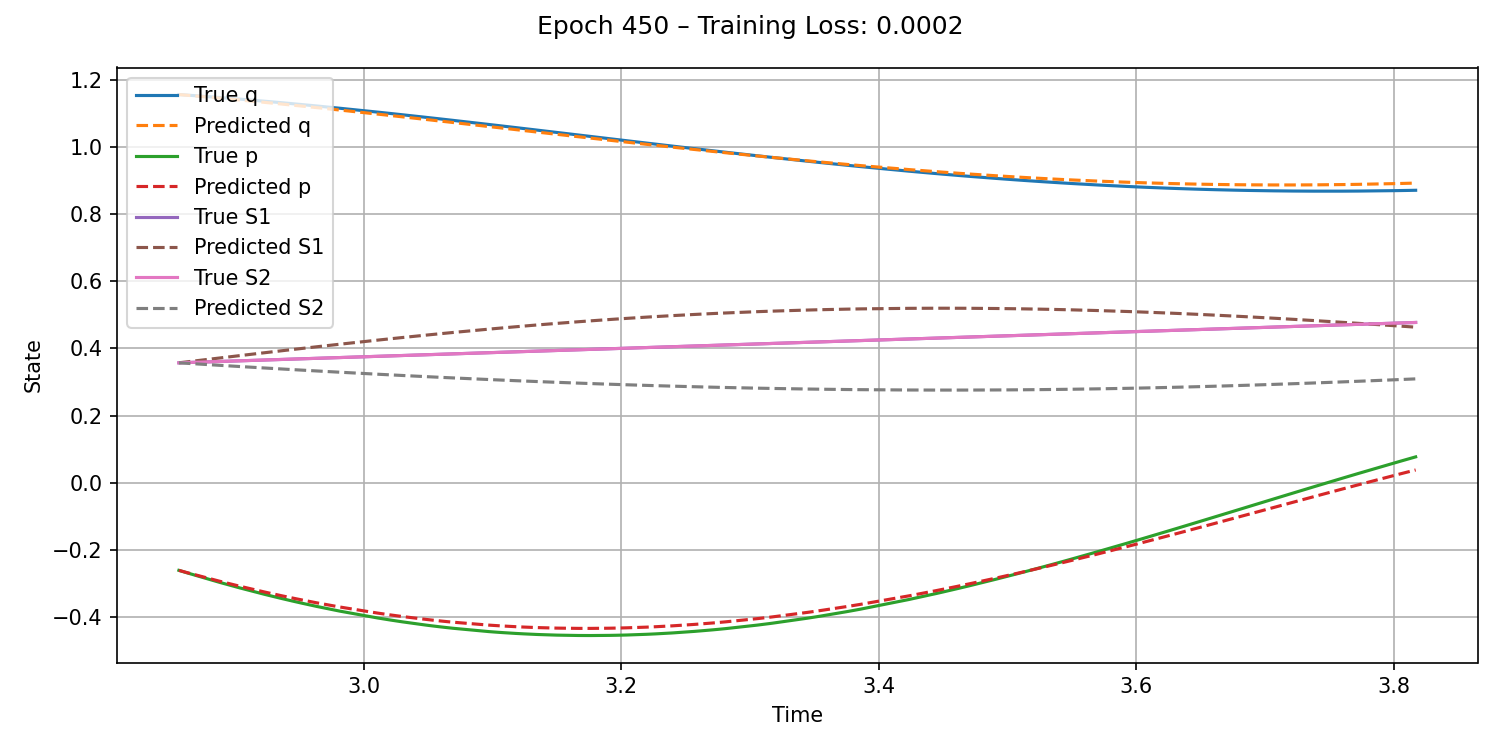 Epoch 450 – Training Loss: 0.0002
True q
Predicted q
True p
Predicted p
True S1
Predicted S1
True S2
Predicted S2
State
1.2
1.0
0.8
0.6
0.4
0.2
0.0
−0.2
−0.4
3.0 3.2 3.4 3.6 3.8
Time